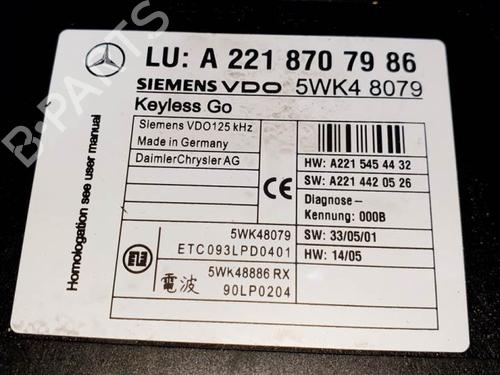 LU: A 221 870 79 86
SIEMENS VDO 5WK4 8079
Keyless Go
Siemens VDO125 kHz
Made in Germany
DaimlerChrysler AG
HW: A221 545 44 32
SW: A221 442 05 26
Diagnose –
Kennung: 000B
SW: 33/05/01
HW: 14/05
5WK48079
ETC093LPD0401
5WK48886 RX
電波 90LP0204
Homologation see user manual
B-PARTS